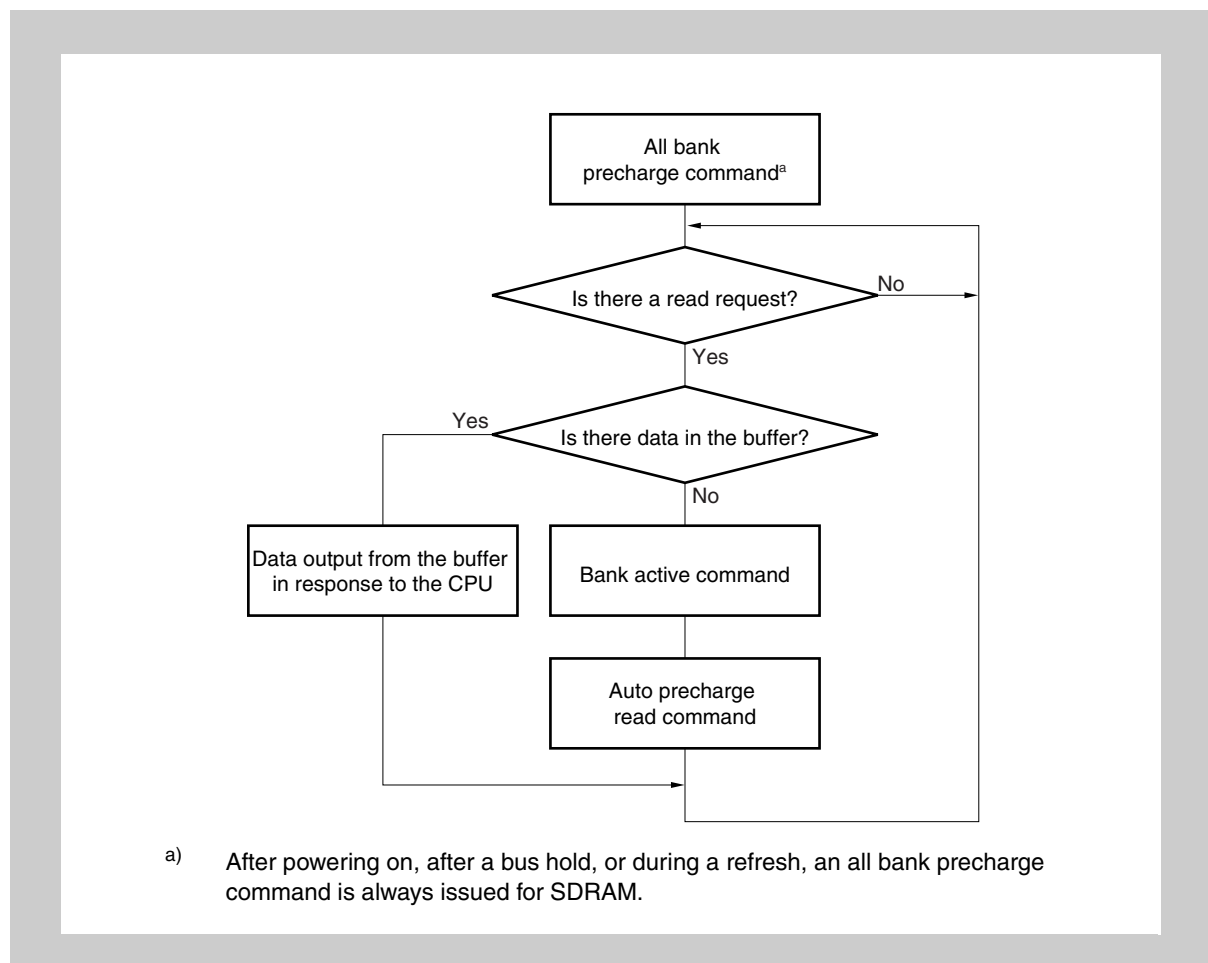 All bank
precharge commandᵃ
Is there a read request?
No
Yes
Is there data in the buffer?
Yes
No
Data output from the buffer
in response to the CPU
Bank active command
Auto precharge
read command
a) After powering on, after a bus hold, or during a refresh, an all bank precharge
command is always issued for SDRAM.